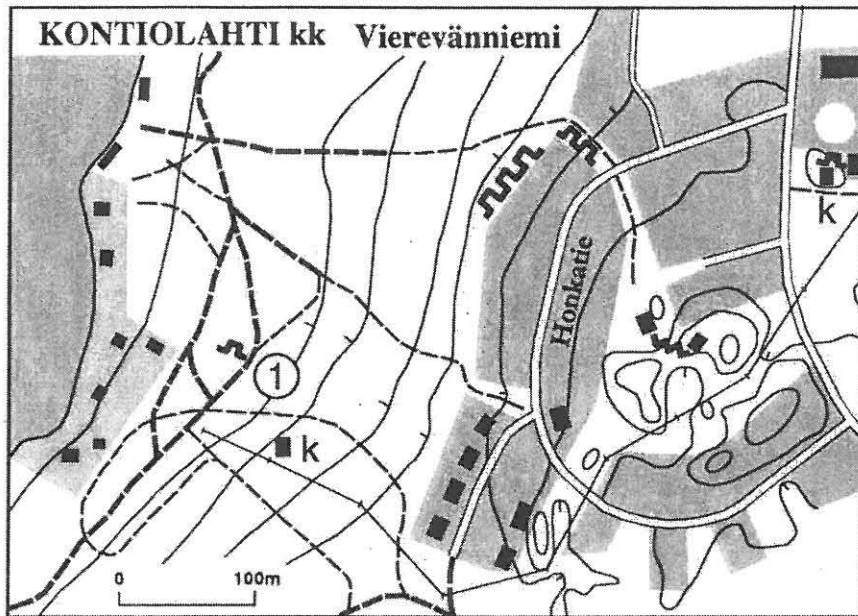 KONTIOLAHTI kk Vierevänniemi
k
Honkatie
1
k
0 100m